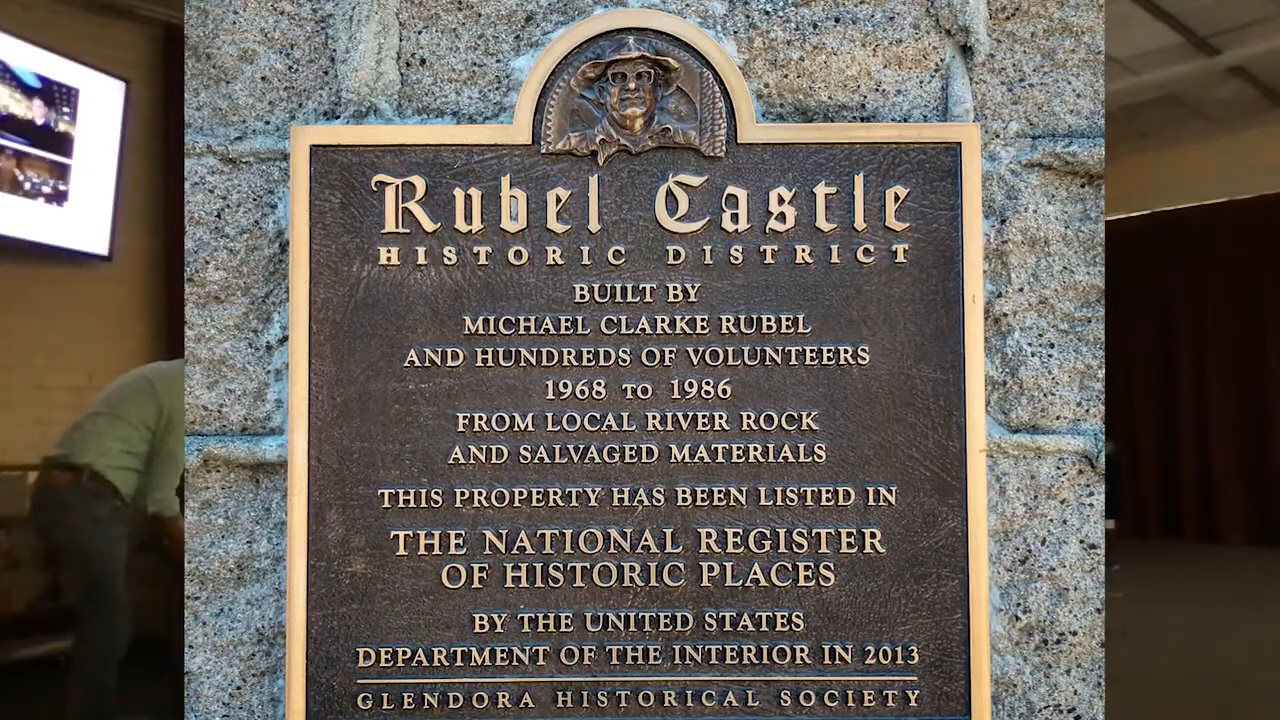 Rubel Castle
HISTORIC DISTRICT
BUILT BY
MICHAEL CLARKE RUBEL
AND HUNDREDS OF VOLUNTEERS
1968 TO 1986
FROM LOCAL RIVER ROCK
AND SALVAGED MATERIALS
THIS PROPERTY HAS BEEN LISTED IN
THE NATIONAL REGISTER
OF HISTORIC PLACES
BY THE UNITED STATES
DEPARTMENT OF THE INTERIOR IN 2013
GLENDORA HISTORICAL SOCIETY